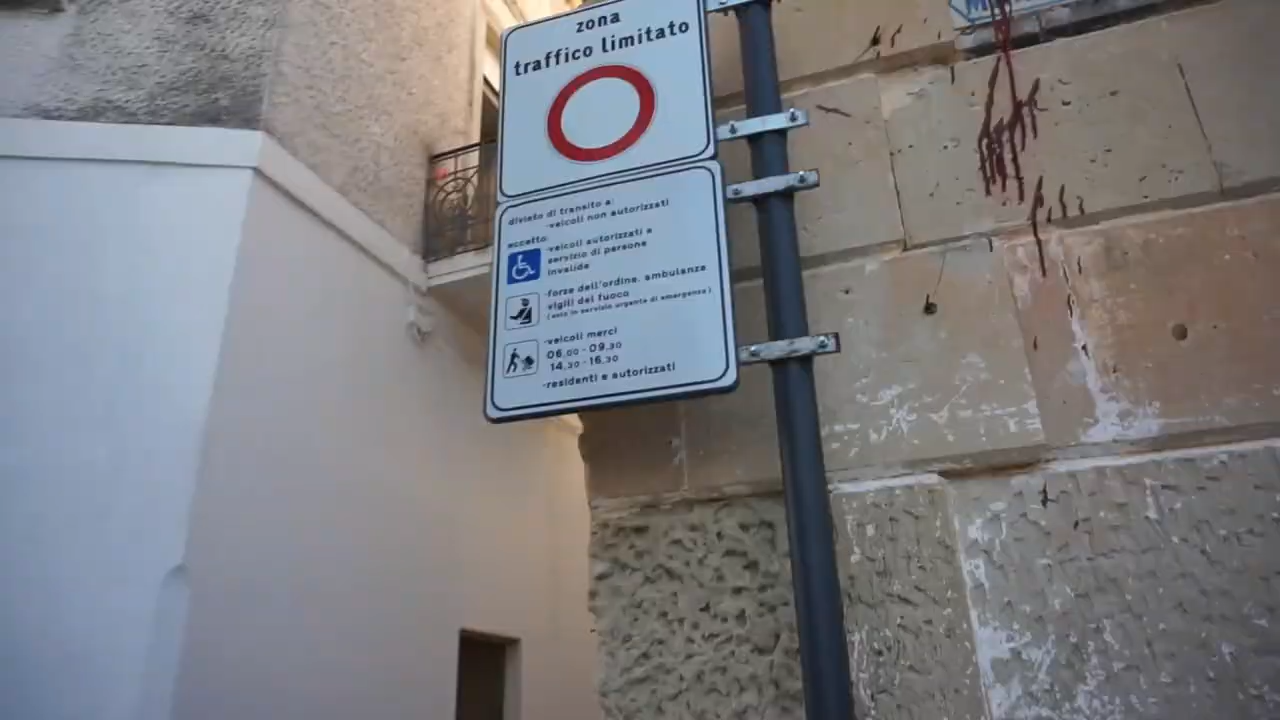 zona
traffico limitato
divieto di transito a:
-veicoli non autorizzati
eccetto:
-veicoli autorizzati a
servizio di persone
invalide
-forze dell'ordine, ambulanze
vigili del fuoco
(solo in servizio urgente di emergenza)
-veicoli merci
06.00 - 09.30
14.30 - 16.30
-residenti e autorizzati